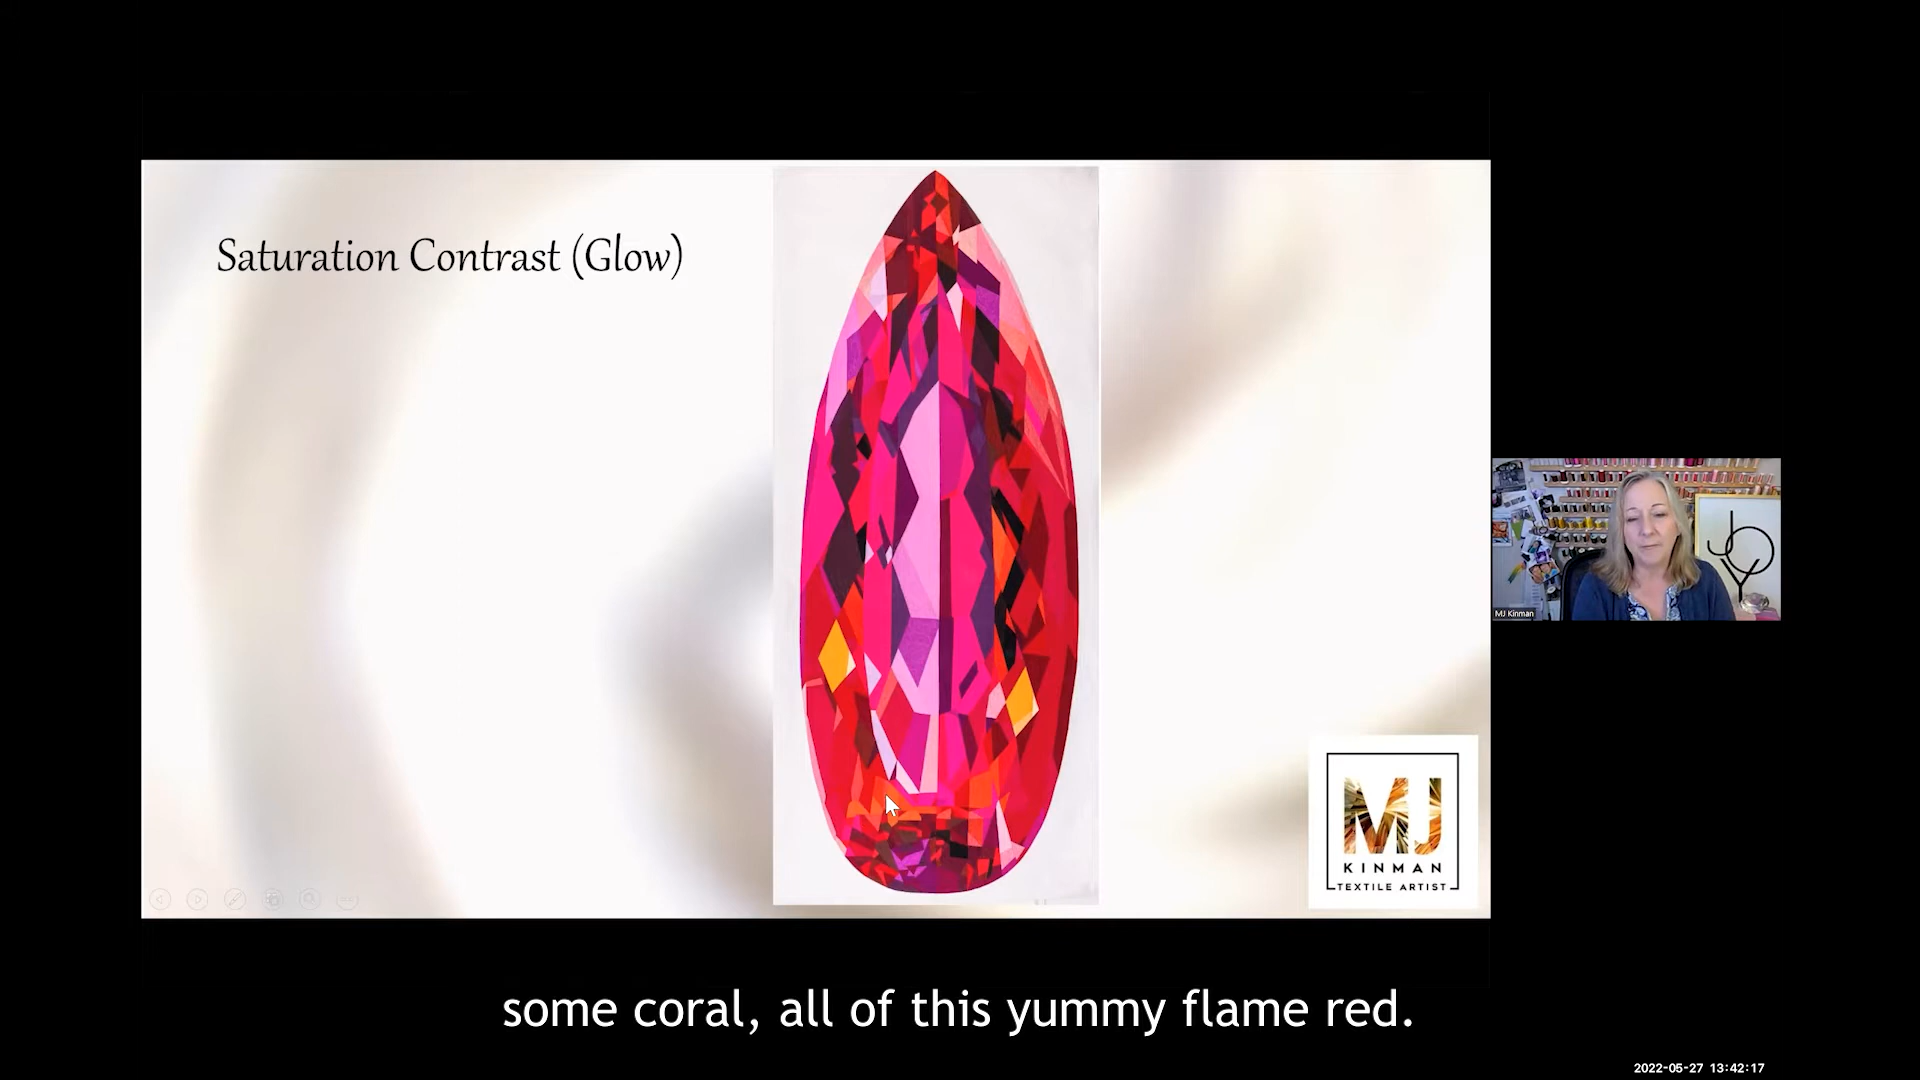 Saturation Contrast (Glow)
JOY
MJ Kinman
MJ
KINMAN
TEXTILE ARTIST
some coral, all of this yummy flame red.
2022-05-27 13:42:17